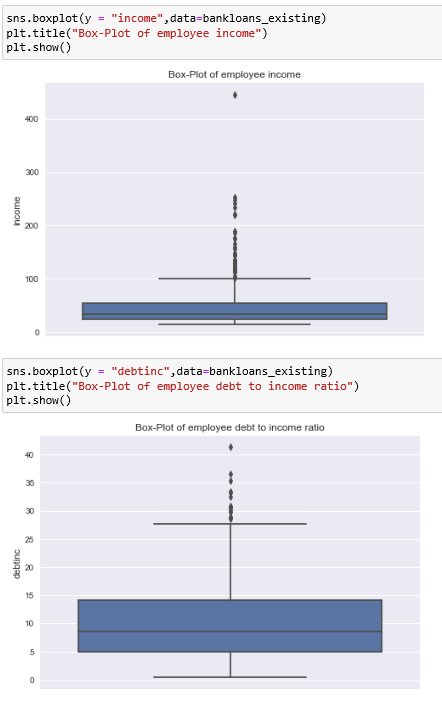 sns.boxplot(y = "income",data=bankloans_existing)
plt.title("Box-Plot of employee income")
plt.show()
Box-Plot of employee income
400
300
200
100
0
income
sns.boxplot(y = "debtinc",data=bankloans_existing)
plt.title("Box-Plot of employee debt to income ratio")
plt.show()
Box-Plot of employee debt to income ratio
40
35
30
25
20
15
10
5
0
debtinc